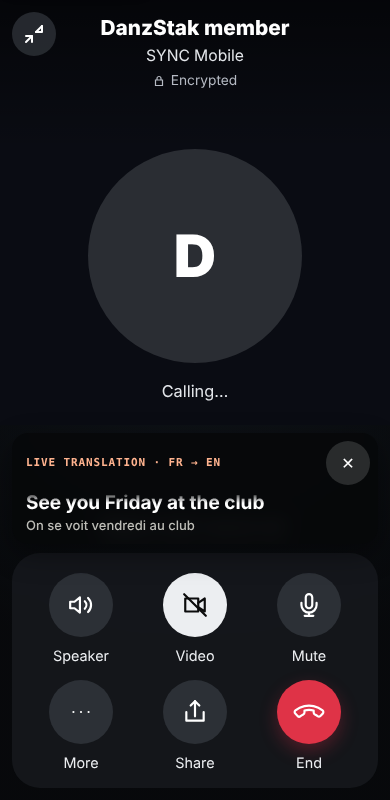 DanzStak member
SYNC Mobile
Encrypted
D
Calling...
LIVE TRANSLATION · FR → EN
See you Friday at the club
On se voit vendredi au club
Speaker
Video
Mute
More
Share
End